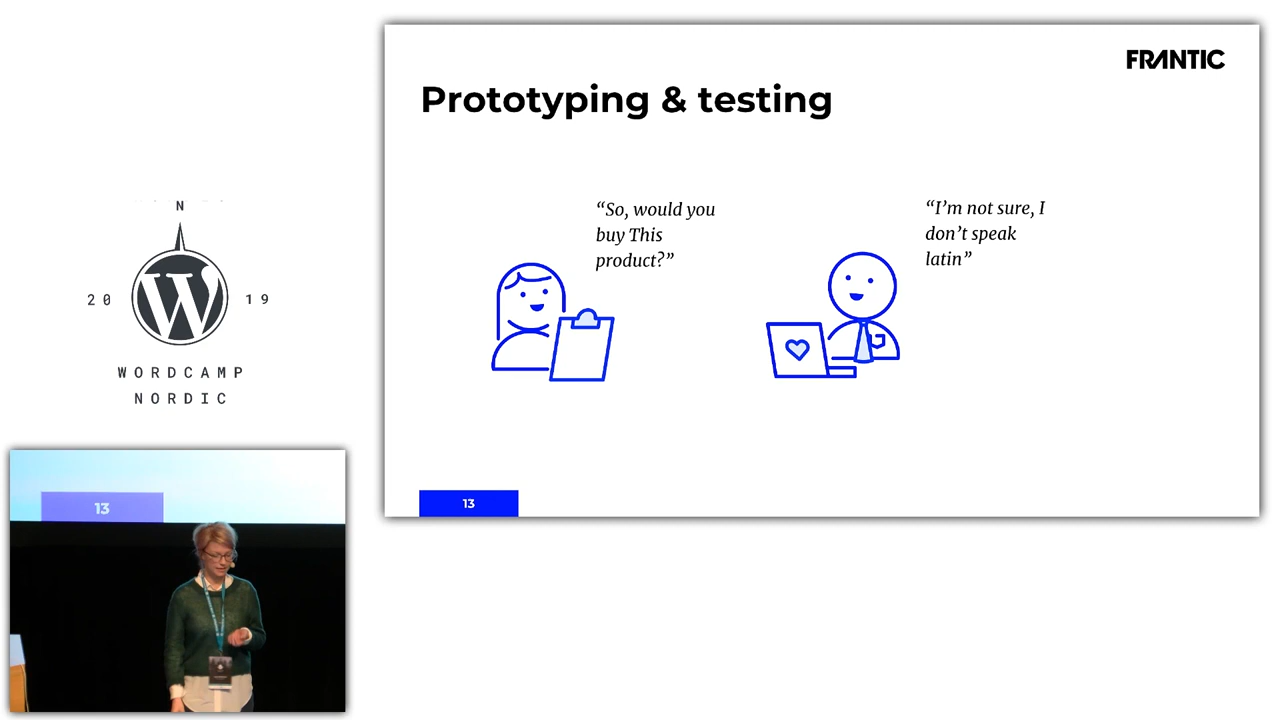 FRANTIC
Prototyping & testing
“So, would you
buy This
product?”
“I’m not sure, I
don’t speak
latin”
13
N
20 19
WORDCAMP
NORDIC
13